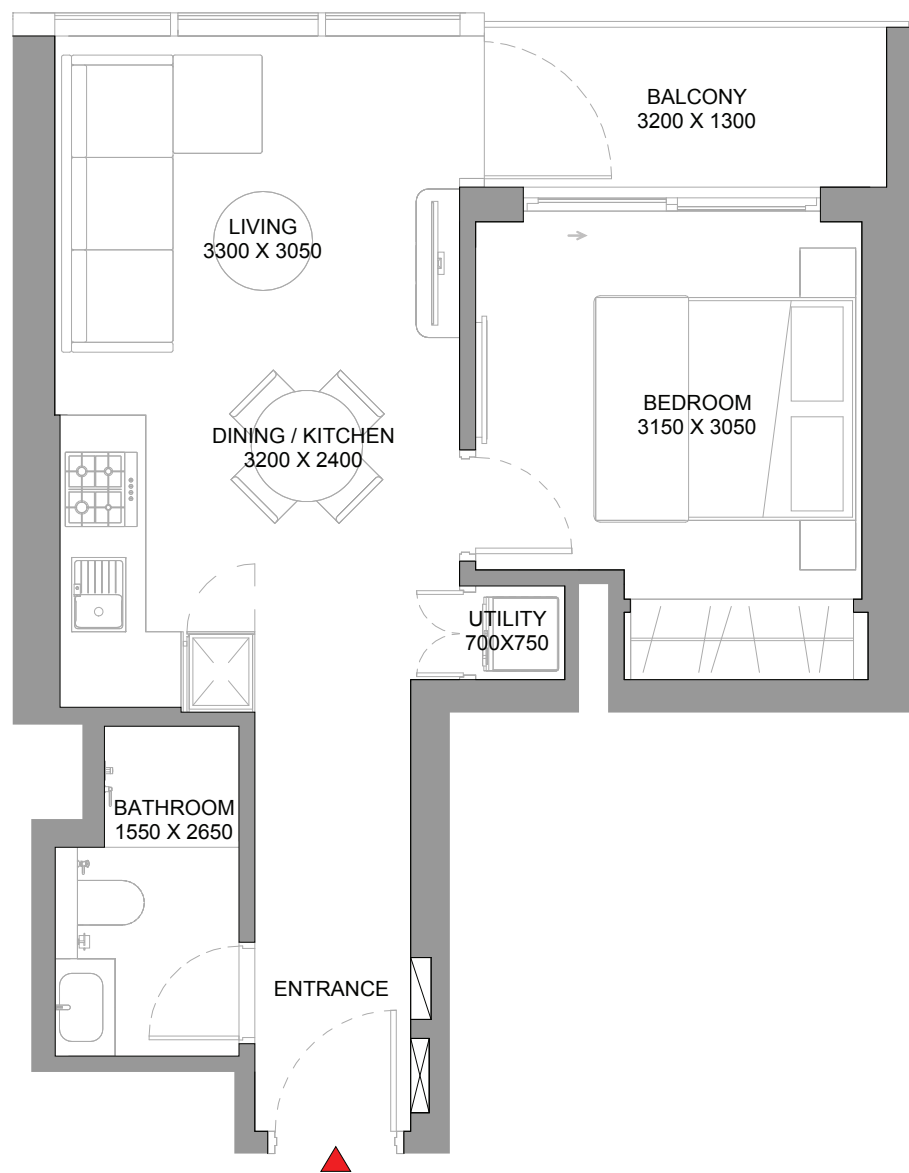 BALCONY
3200 X 1300
LIVING
3300 X 3050
BEDROOM
3150 X 3050
DINING / KITCHEN
3200 X 2400
UTILITY
700X750
BATHROOM
1550 X 2650
ENTRANCE